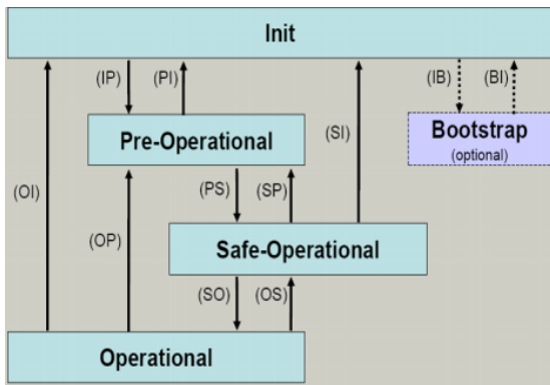 Init
(IP)
(PI)
(IB)
(BI)
Pre-Operational
(SI)
Bootstrap
(optional)
(OI)
(PS)
(SP)
(OP)
Safe-Operational
(SO)
(OS)
Operational